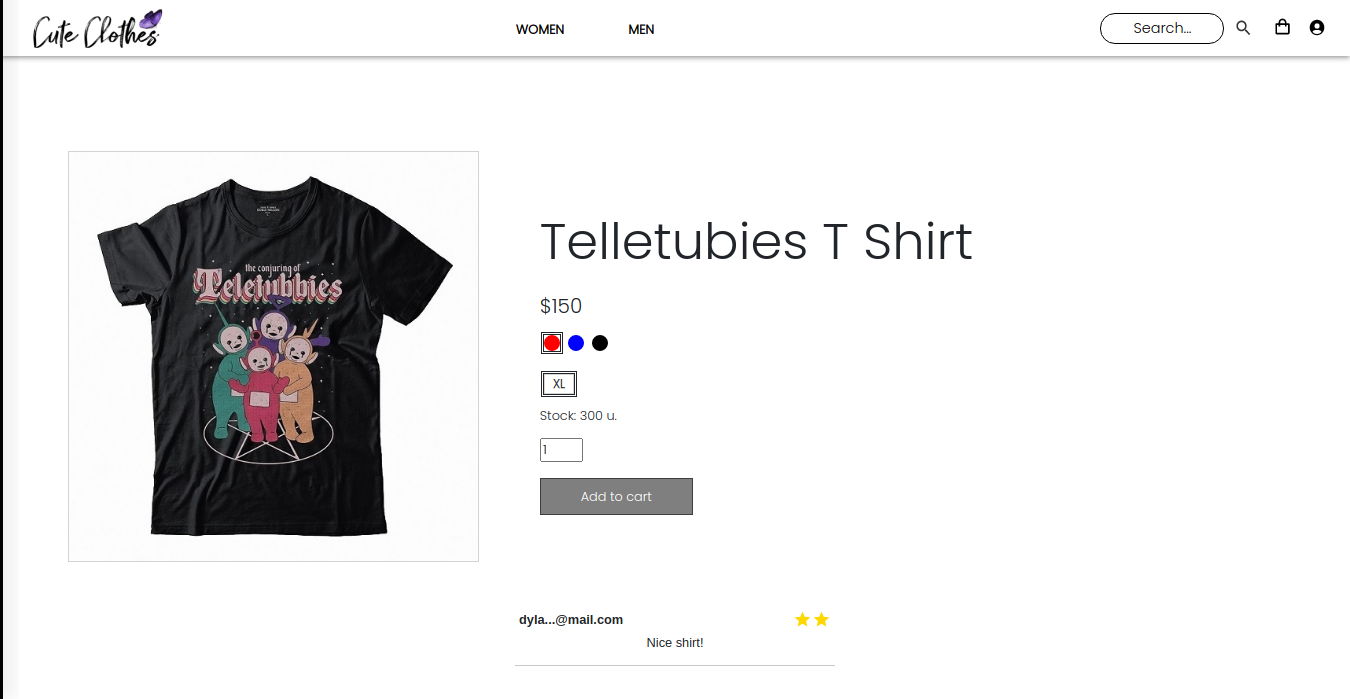 Cute Clothes
WOMEN
MEN
Search...
the conjuring of
Teletubbies
Telletubies T Shirt
$150
XL
Stock: 300 u.
1
Add to cart
dyla...@mail.com
Nice shirt!